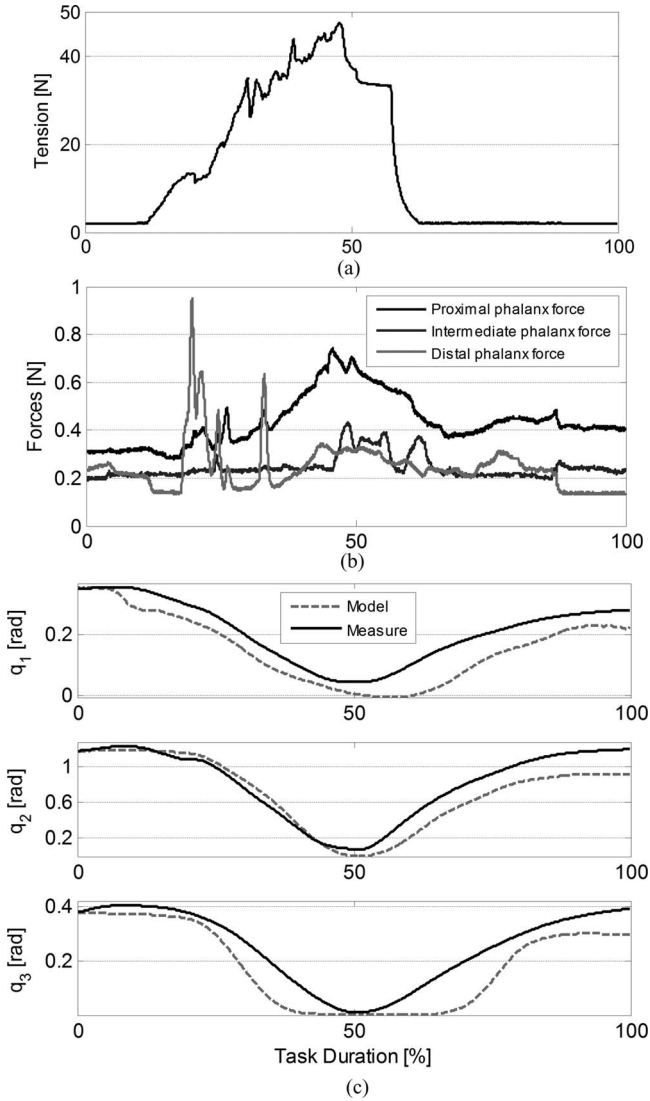 50
40
20
0
Tension [N]
0
50
100
(a)
1
0.8
0.6
0.4
0.2
0
Forces [N]
Proximal phalanx force
Intermediate phalanx force
Distal phalanx force
0
50
100
(b)
0.2
0
q1 [rad]
Model
Measure
0
50
100
1
0.6
0.2
q2 [rad]
0
50
100
0.4
0.2
q3 [rad]
0
50
100
Task Duration [%]
(c)